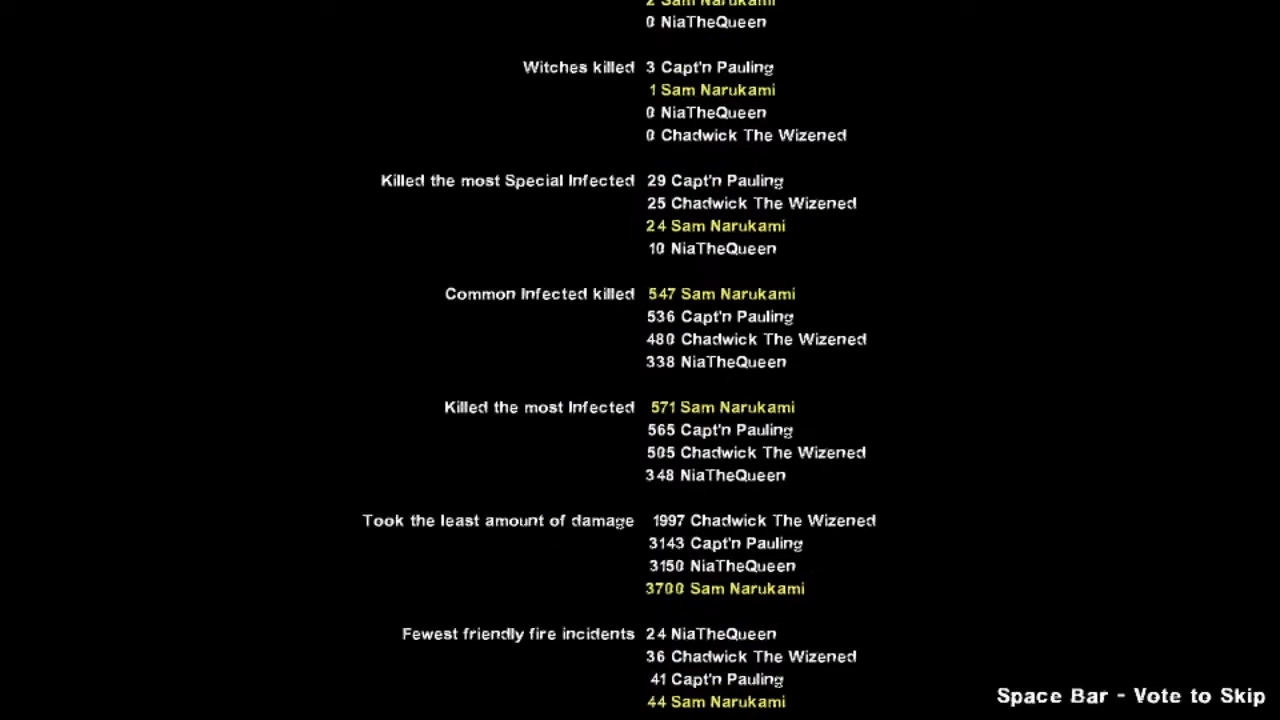 2 Sam Narukami
0 NiaTheQueen
Witches killed 3 Capt'n Pauling
1 Sam Narukami
0 NiaTheQueen
0 Chadwick The Wizened
Killed the most Special Infected 29 Capt'n Pauling
25 Chadwick The Wizened
24 Sam Narukami
10 NiaTheQueen
Common Infected killed 547 Sam Narukami
536 Capt'n Pauling
480 Chadwick The Wizened
338 NiaTheQueen
Killed the most Infected 571 Sam Narukami
565 Capt'n Pauling
505 Chadwick The Wizened
348 NiaTheQueen
Took the least amount of damage 1997 Chadwick The Wizened
3143 Capt'n Pauling
3150 NiaTheQueen
3700 Sam Narukami
Fewest friendly fire incidents 24 NiaTheQueen
36 Chadwick The Wizened
41 Capt'n Pauling
44 Sam Narukami
Space Bar - Vote to Skip